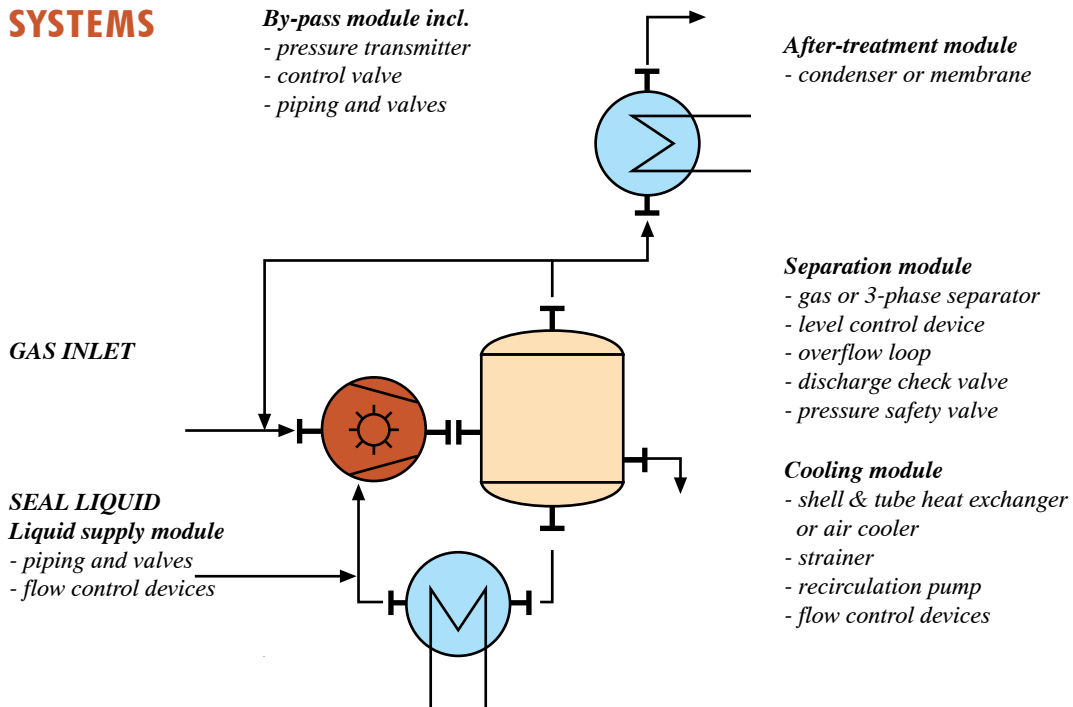 SYSTEMS
By-pass module incl.
- pressure transmitter
- control valve
- piping and valves
After-treatment module
- condenser or membrane
Separation module
- gas or 3-phase separator
- level control device
- overflow loop
- discharge check valve
- pressure safety valve
GAS INLET
Cooling module
- shell & tube heat exchanger
or air cooler
- strainer
- recirculation pump
- flow control devices
SEAL LIQUID
Liquid supply module
- piping and valves
- flow control devices